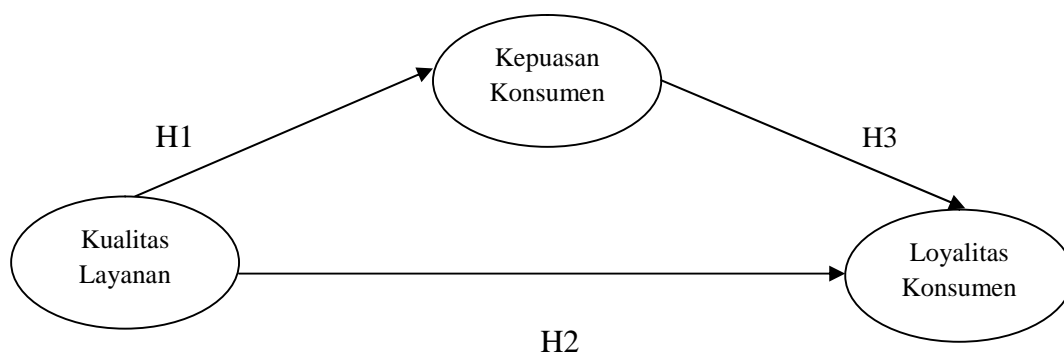 Kepuasan
Konsumen
H1
H3
Kualitas
Layanan
Loyalitas
Konsumen
H2